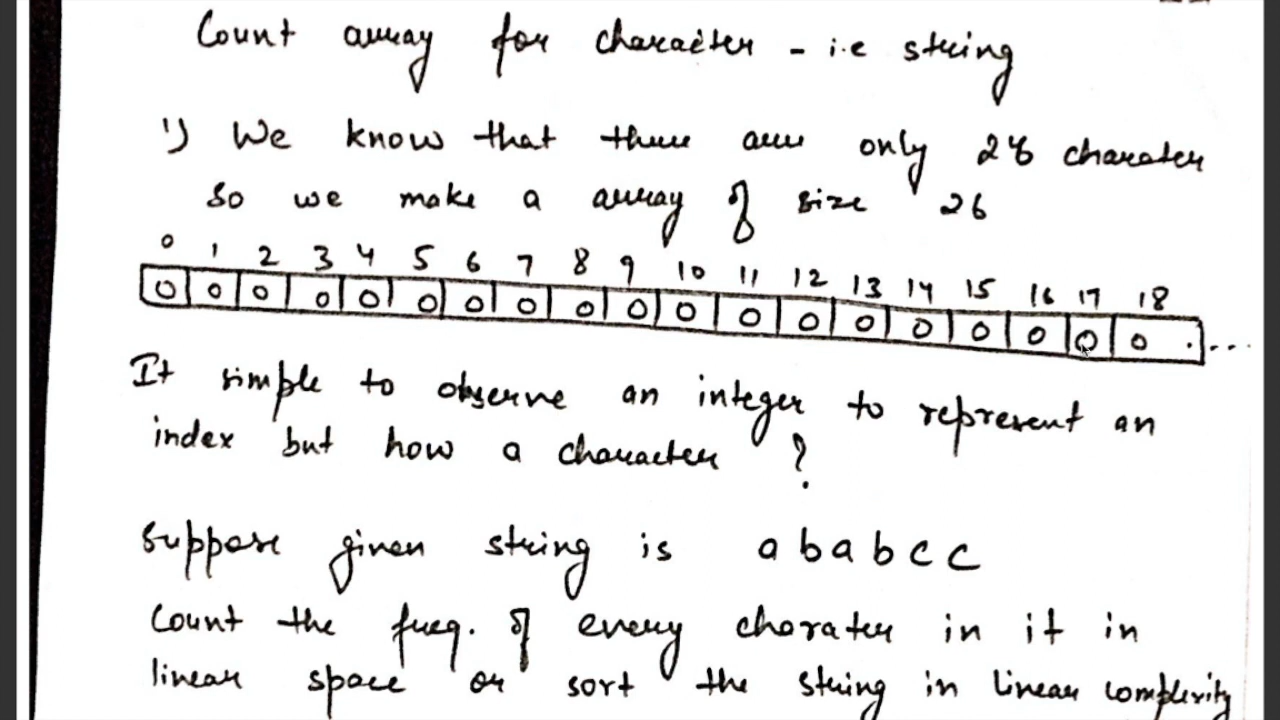 Count array for character - i.e string
1) We know that there are only 26 charater
so we make a array of size 26
0 1 2 3 4 5 6 7 8 9 10 11 12 13 14 15 16 17 18
0 0 0 0 0 0 0 0 0 0 0 0 0 0 0 0 0 0 0 . ...
It simple to observe an integer to represent an
index but how a character ?
Suppose given string is a b a b c c
Count the freq. of every charater in it in
linear space or sort the string in linear complexity